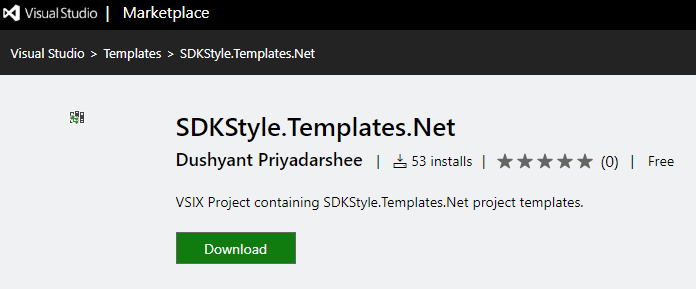 Visual Studio | Marketplace
Visual Studio > Templates > SDKStyle.Templates.Net
SDKStyle.Templates.Net
Dushyant Priyadarshee | 53 installs | (0) | Free
VSIX Project containing SDKStyle.Templates.Net project templates.
Download